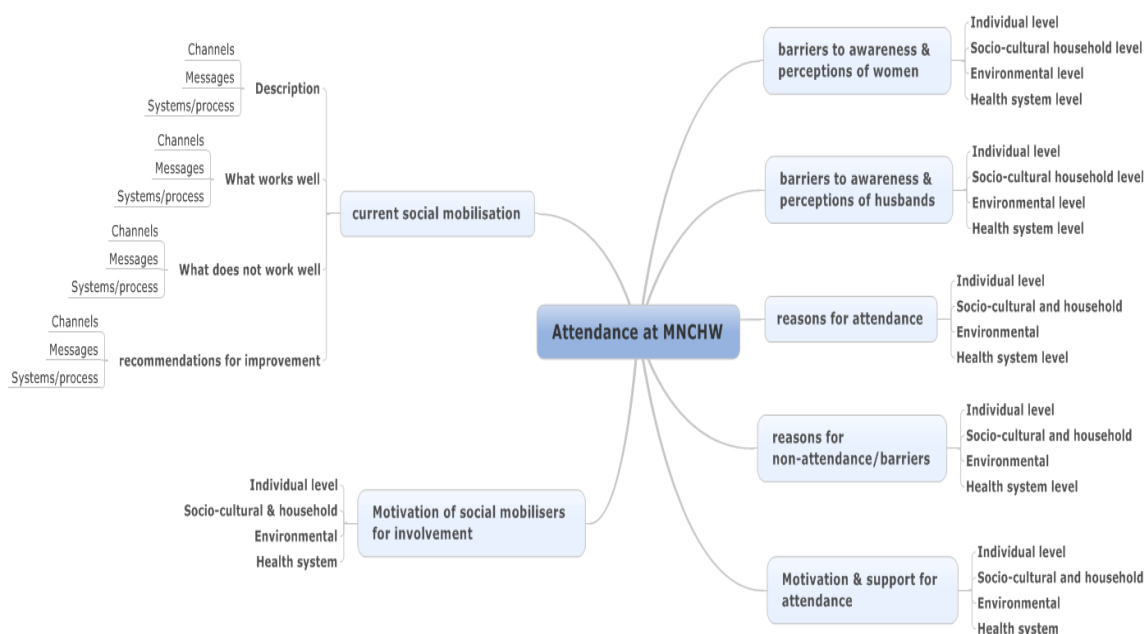 Attendance at MNCHW
current social mobilisation
Description
Channels
Messages
Systems/process
What works well
Channels
Messages
Systems/process
What does not work well
Channels
Messages
Systems/process
recommendations for improvement
Channels
Messages
Systems/process
Motivation of social mobilisers
for involvement
Individual level
Socio-cultural & household
Environmental
Health system
barriers to awareness &
perceptions of women
Individual level
Socio-cultural household level
Environmental level
Health system level
barriers to awareness &
perceptions of husbands
Individual level
Socio-cultural household level
Environmental level
Health system level
reasons for attendance
Individual level
Socio-cultural and household
Environmental
Health system level
reasons for
non-attendance/barriers
Individual level
Socio-cultural and household
Environmental
Health system level
Motivation & support for
attendance
Individual level
Socio-cultural and household
Environmental
Health system